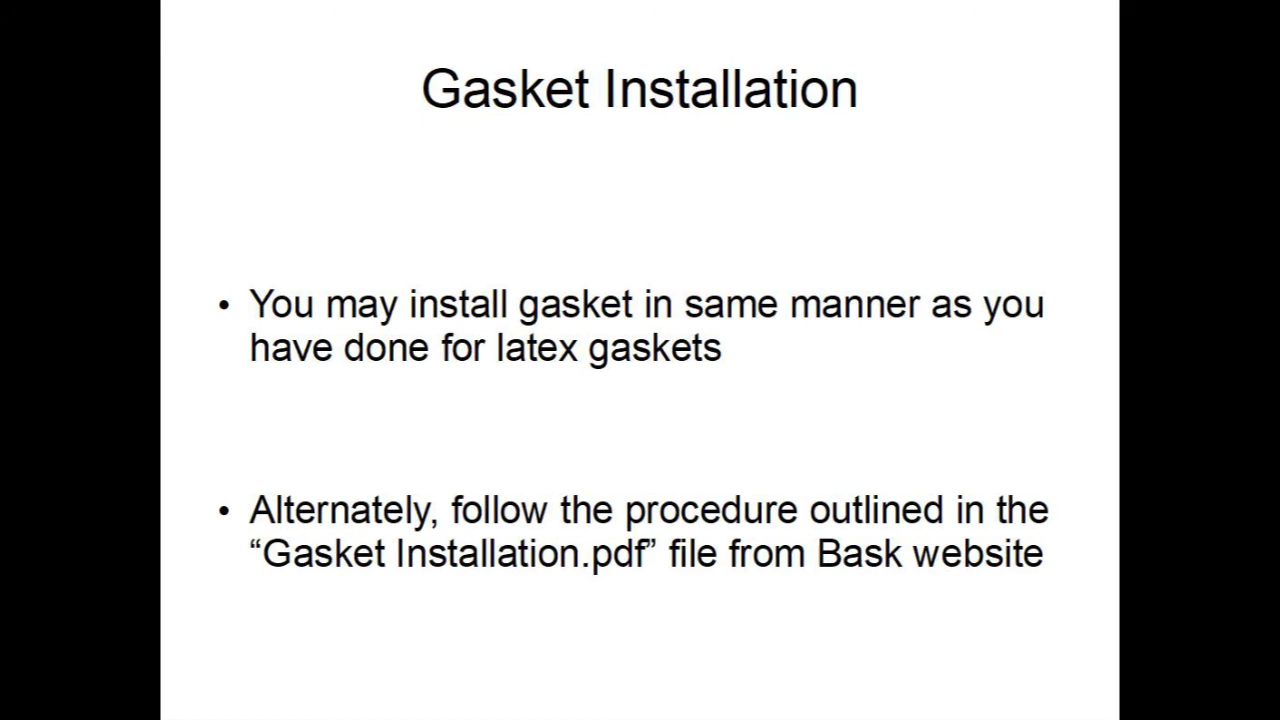 Gasket Installation
• You may install gasket in same manner as you
have done for latex gaskets
• Alternately, follow the procedure outlined in the
“Gasket Installation.pdf” file from Bask website